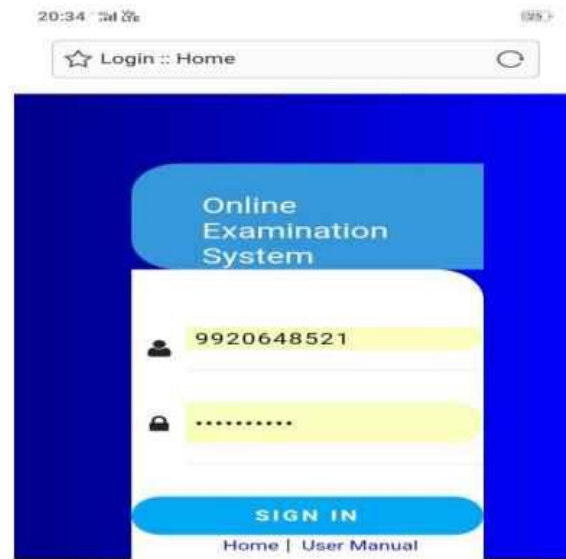 20:34
Login :: Home
Online
Examination
System
9920648521
••••••••••
SIGN IN
Home | User Manual